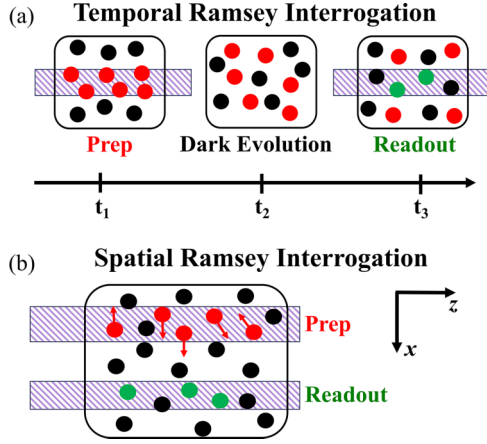 (a) Temporal Ramsey Interrogation
Prep Dark Evolution Readout
t1 t2 t3
(b) Spatial Ramsey Interrogation
Prep
z
x
Readout